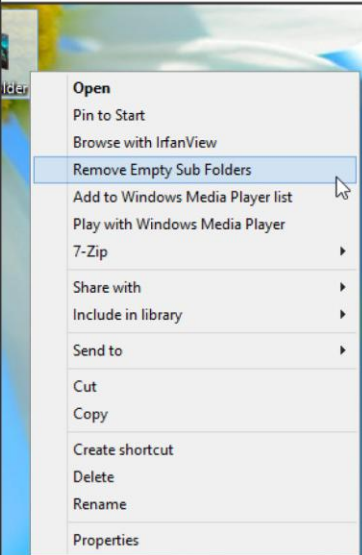 lder
Open
Pin to Start
Browse with IrfanView
Remove Empty Sub Folders
Add to Windows Media Player list
Play with Windows Media Player
7-Zip
Share with
Include in library
Send to
Cut
Copy
Create shortcut
Delete
Rename
Properties